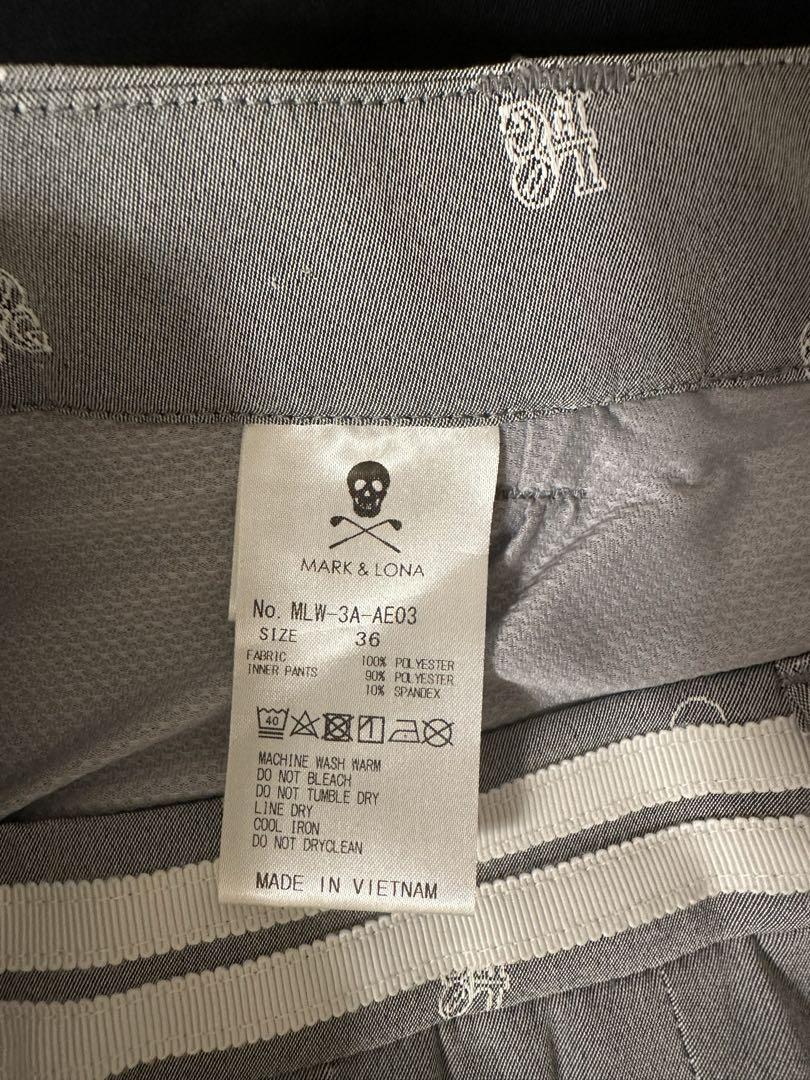 MARK & LONA
No. MLW-3A-AE03
SIZE 36
FABRIC 100% POLYESTER
INNER PANTS 90% POLYESTER
10% SPANDEX
40
MACHINE WASH WARM
DO NOT BLEACH
DO NOT TUMBLE DRY
LINE DRY
COOL IRON
DO NOT DRYCLEAN
MADE IN VIETNAM